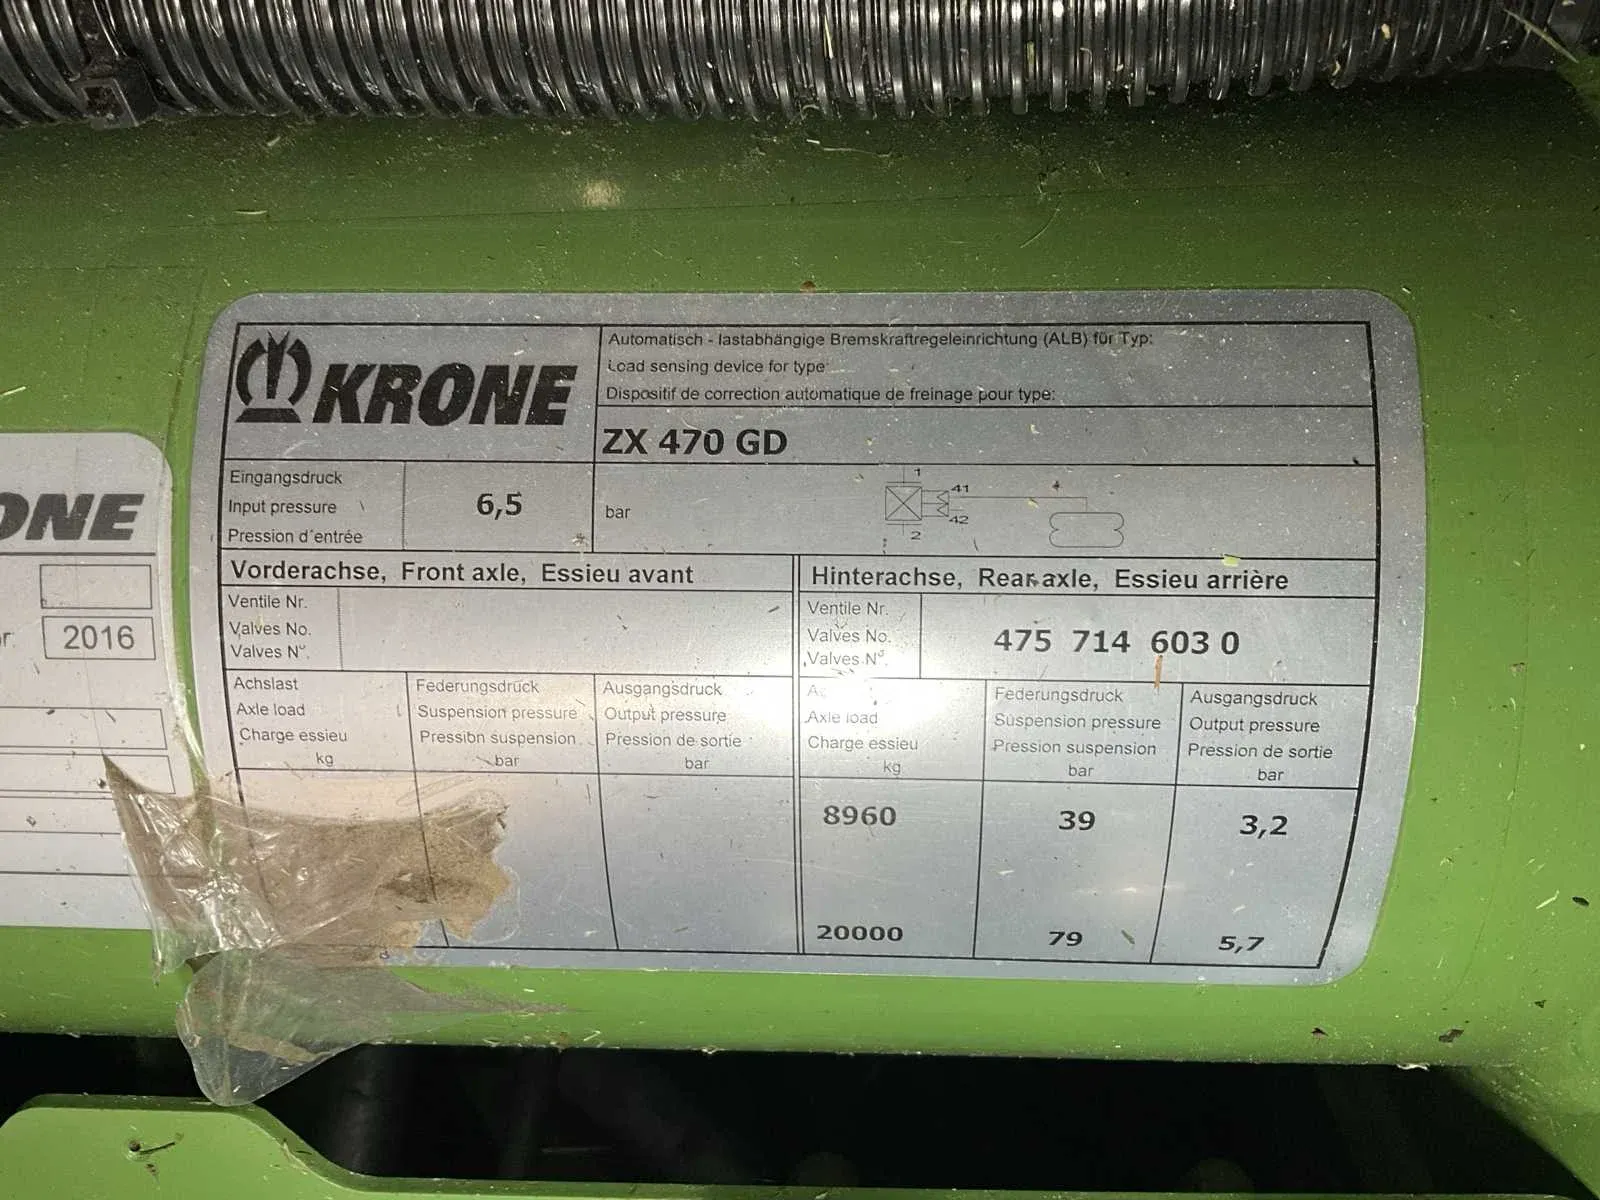 KRONE
Automatisch - lastabhängige Bremskraftregeleinrichtung (ALB) für Typ:
Load sensing device for type:
Dispositif de correction automatique de freinage pour type:
ZX 470 GD
Eingangsdruck
Input pressure
Pression d'entrée
6,5
bar
1
41
42
2
Vorderachse, Front axle, Essieu avant
Ventile Nr.
Valves No.
Valves N°.
Achslast
Axle load
Charge essieu
kg
Federungsdruck
Suspension pressure
Pression suspension
bar
Ausgangsdruck
Output pressure
Pression de sortie
bar
Hinterachse, Rear axle, Essieu arrière
Ventile Nr.
Valves No.
Valves N°.
475 714 603 0
Axle load
Charge essieu
kg
Federungsdruck
Suspension pressure
Pression suspension
bar
Ausgangsdruck
Output pressure
Pression de sortie
bar
8960 39 3,2
20000 79 5,7
ONE
2016